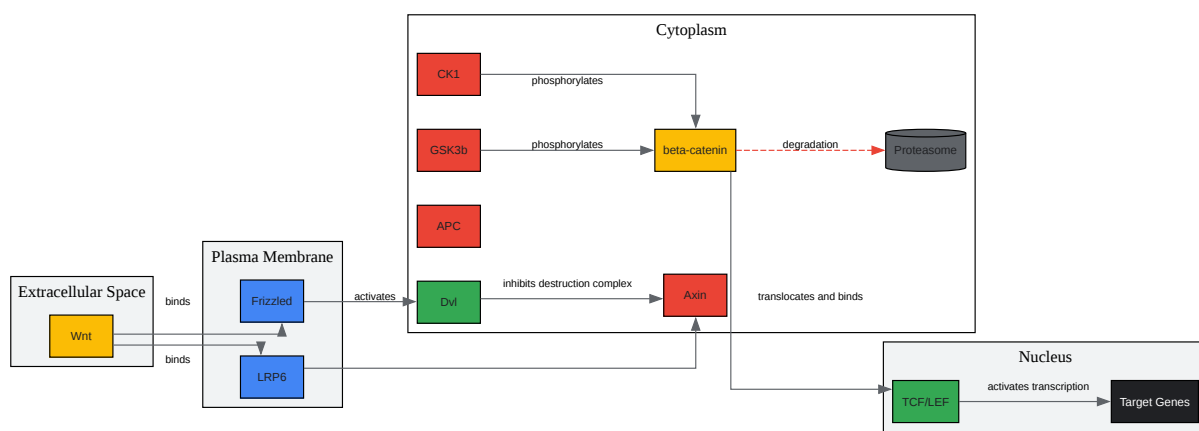 Cytoplasm
CK1
phosphorylates
GSK3b
phosphorylates
beta-catenin
degradation
Proteasome
APC
Plasma Membrane
Extracellular Space
binds
Frizzled
activates
Dvl
inhibits destruction complex
Axin
translocates and binds
Wnt
binds
LRP6
Nucleus
TCF/LEF
activates transcription
Target Genes